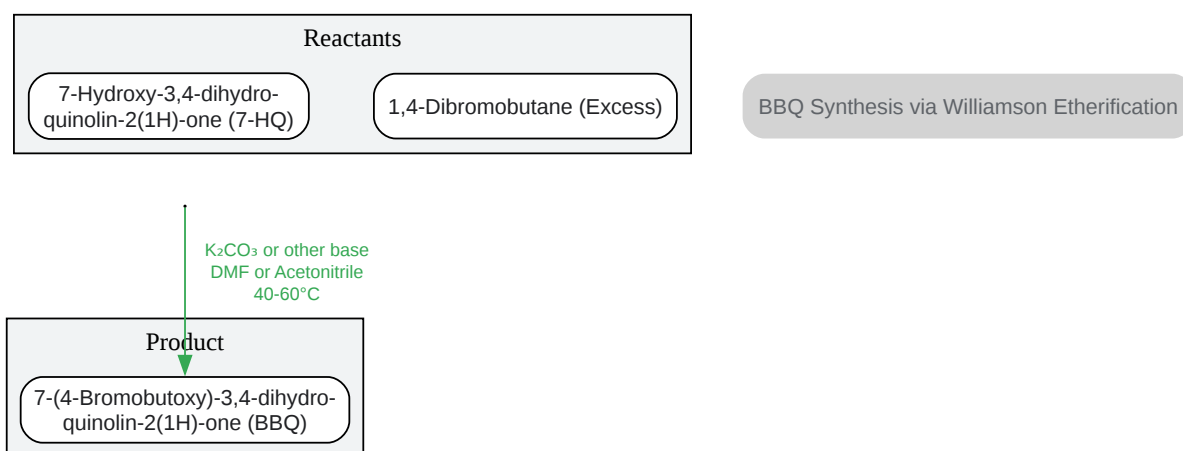 Reactants
7-Hydroxy-3,4-dihydro-
quinolin-2(1H)-one (7-HQ)
1,4-Dibromobutane (Excess)
BBQ Synthesis via Williamson Etherification
K₂CO₃ or other base
DMF or Acetonitrile
40-60°C
Product
7-(4-Bromobutoxy)-3,4-dihydro-
quinolin-2(1H)-one (BBQ)